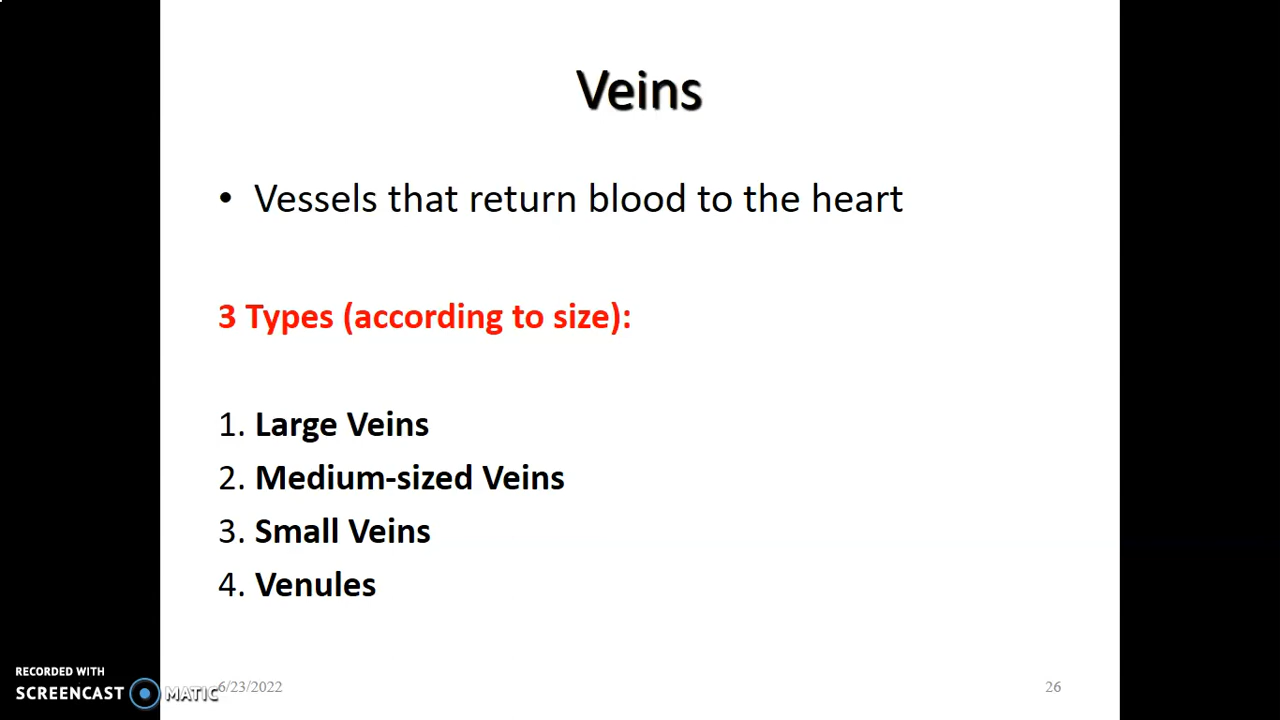 Veins
• Vessels that return blood to the heart
3 Types (according to size):
1. Large Veins
2. Medium-sized Veins
3. Small Veins
4. Venules
RECORDED WITH
SCREENCAST MATIC
6/23/2022
26